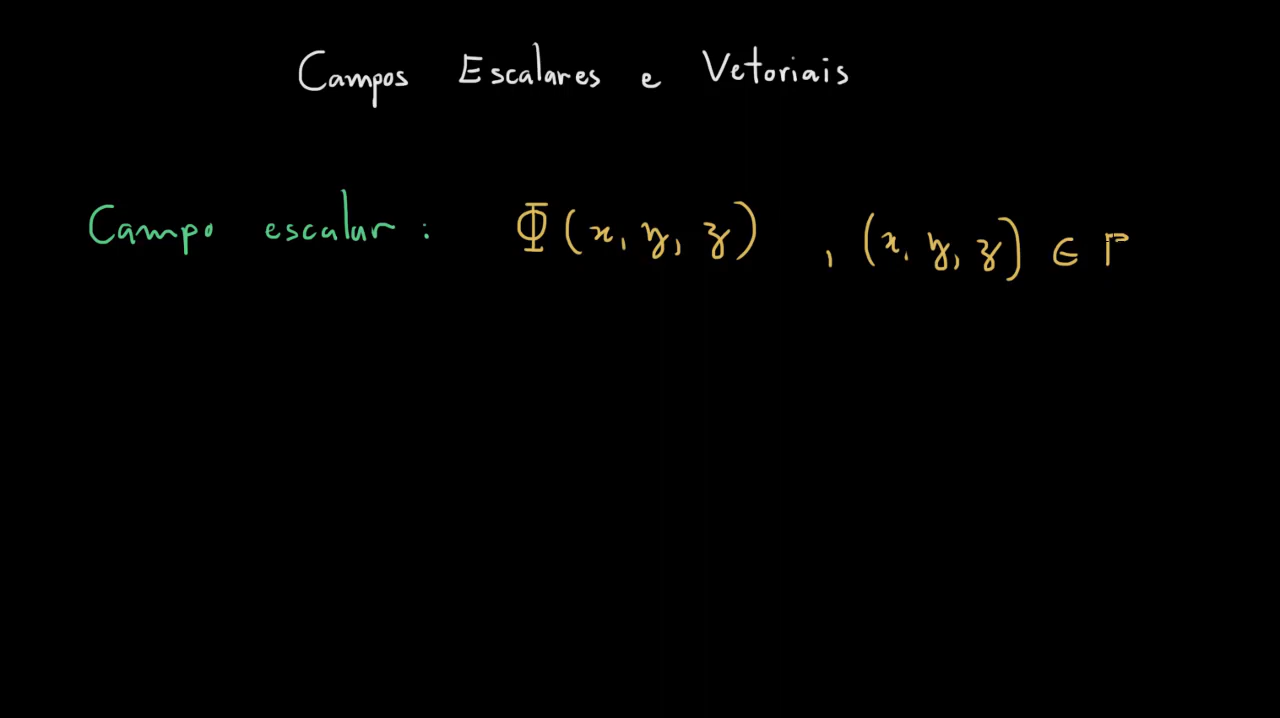 Campos Escalares e Vetoriais
Campo escalar : Φ(x, y, z) , (x, y, z) ∈